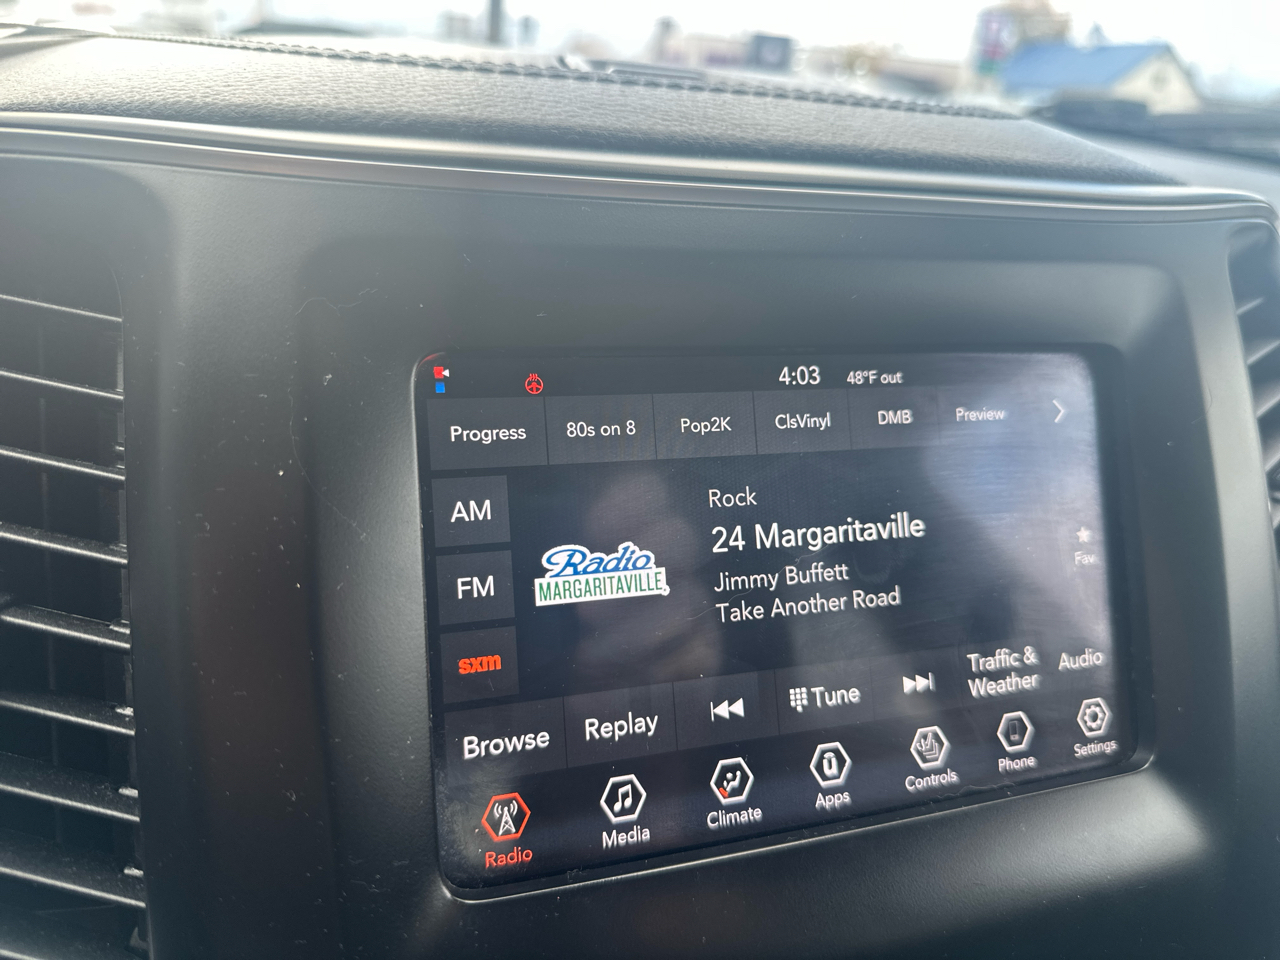 4:03 48°F out
Progress 80s on 8 Pop2K ClsVinyl DMB Preview
AM
FM
sxm
Radio
MARGARITAVILLE
Rock
24 Margaritaville
Jimmy Buffett
Take Another Road
Fav
Browse Replay Tune Traffic & Weather Audio
Radio Media Climate Apps Controls Phone Settings